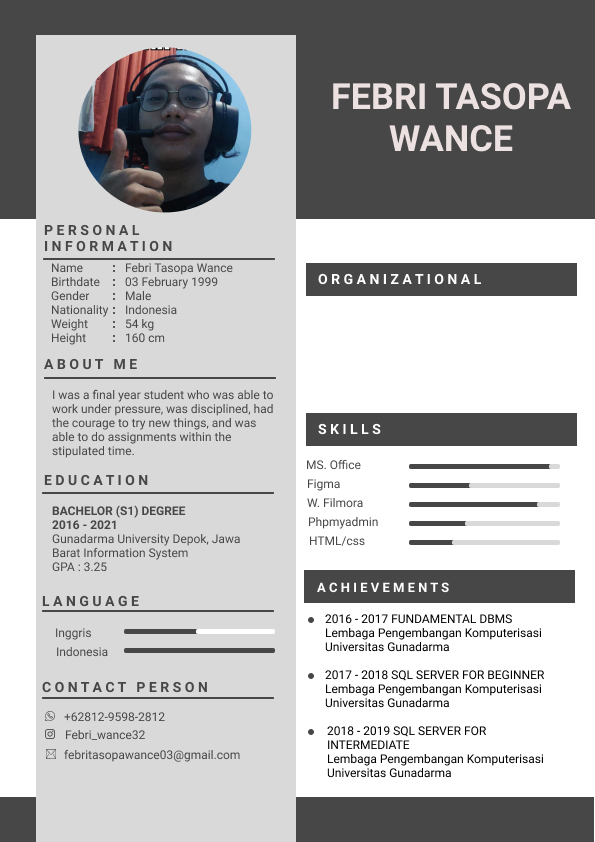 FEBRI TASOPA
WANCE
PERSONAL
INFORMATION
Name : Febri Tasopa Wance
Birthdate : 03 February 1999
Gender : Male
Nationality : Indonesia
Weight : 54 kg
Height : 160 cm
ABOUT ME
I was a final year student who was able to
work under pressure, was disciplined, had
the courage to try new things, and was
able to do assignments within the
stipulated time.
EDUCATION
BACHELOR (S1) DEGREE
2016 - 2021
Gunadarma University Depok, Jawa
Barat Information System
GPA : 3.25
LANGUAGE
Inggris
Indonesia
CONTACT PERSON
+62812-9598-2812
Febri_wance32
febritasopawance03@gmail.com
ORGANIZATIONAL
SKILLS
MS. Office
Figma
W. Filmora
Phpmyadmin
HTML/css
ACHIEVEMENTS
2016 - 2017 FUNDAMENTAL DBMS
Lembaga Pengembangan Komputerisasi
Universitas Gunadarma
2017 - 2018 SQL SERVER FOR BEGINNER
Lembaga Pengembangan Komputerisasi
Universitas Gunadarma
2018 - 2019 SQL SERVER FOR
INTERMEDIATE
Lembaga Pengembangan Komputerisasi
Universitas Gunadarma